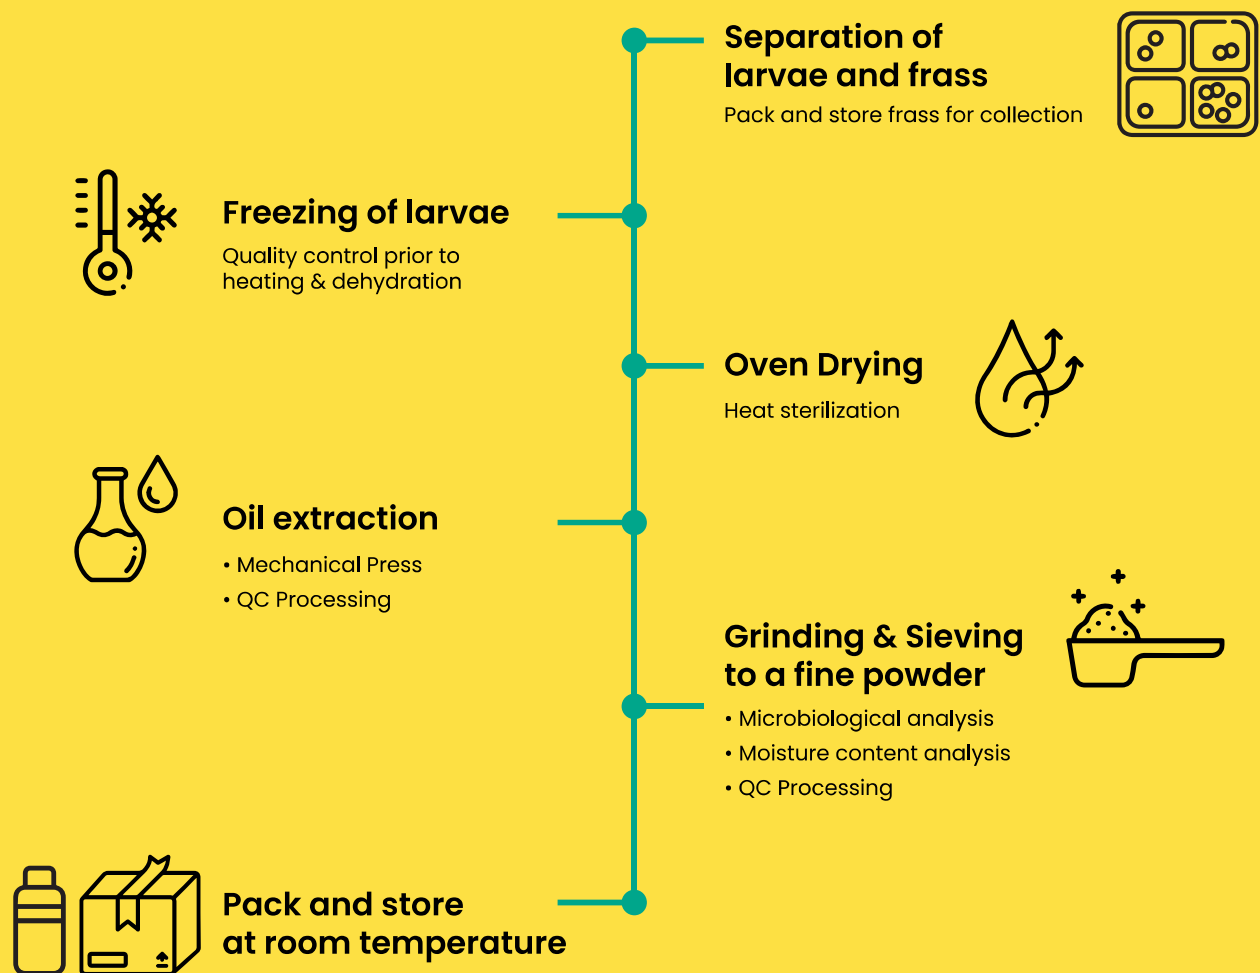 Separation of
larvae and frass
Pack and store frass for collection
Freezing of larvae
Quality control prior to
heating & dehydration
Oven Drying
Heat sterilization
Oil extraction
• Mechanical Press
• QC Processing
Grinding & Sieving
to a fine powder
• Microbiological analysis
• Moisture content analysis
• QC Processing
Pack and store
at room temperature